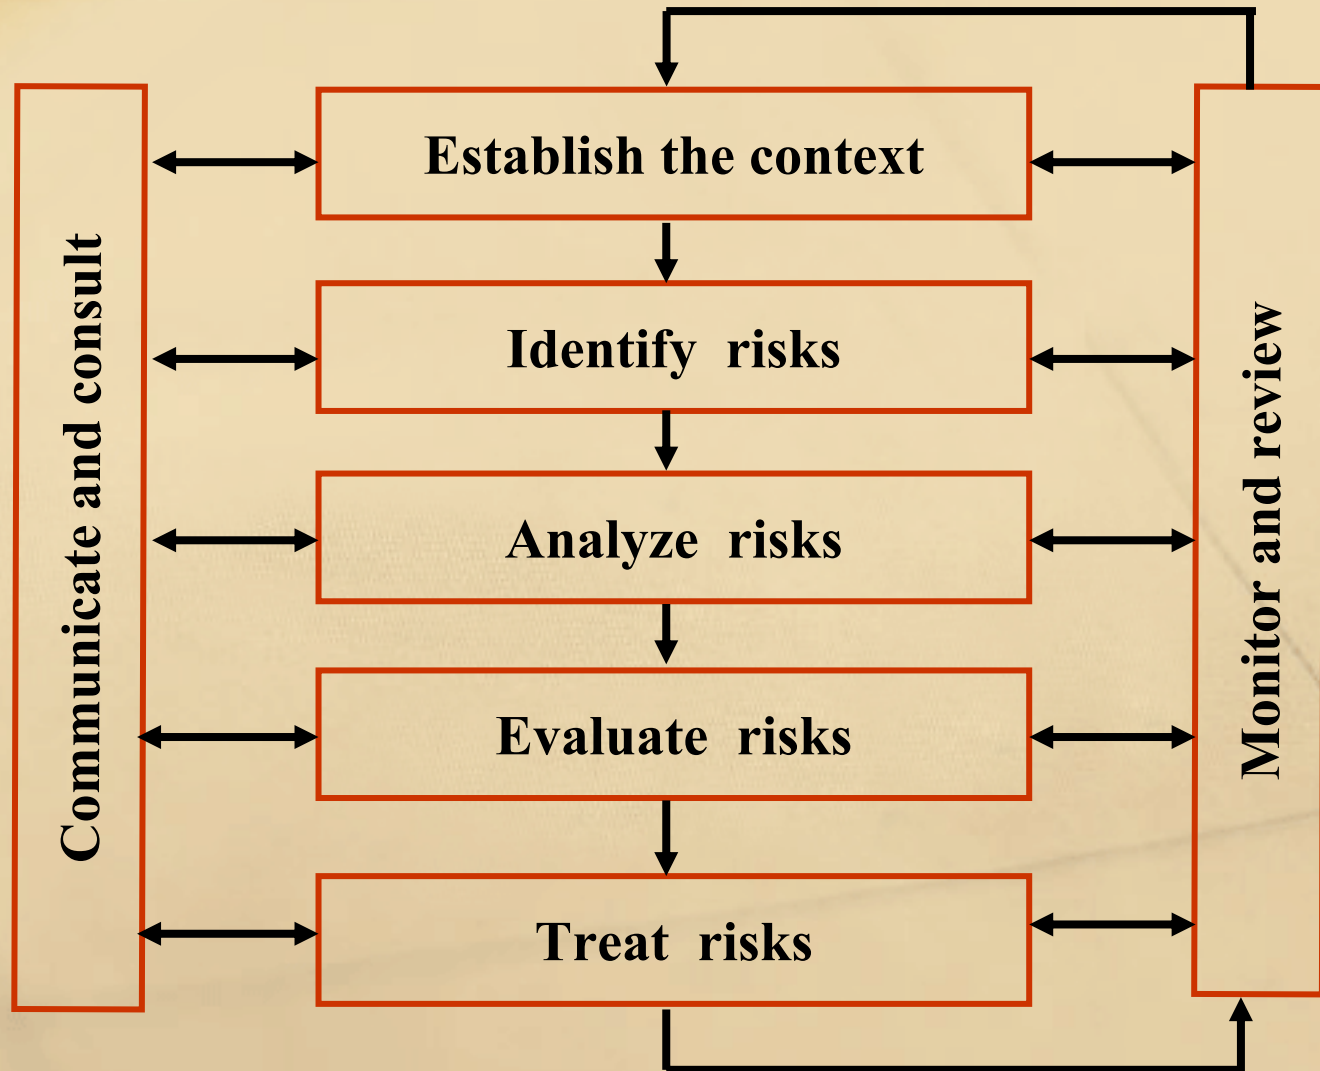 Establish the context
Communicate and consult
Identify risks
Monitor and review
Analyze risks
Evaluate risks
Treat risks